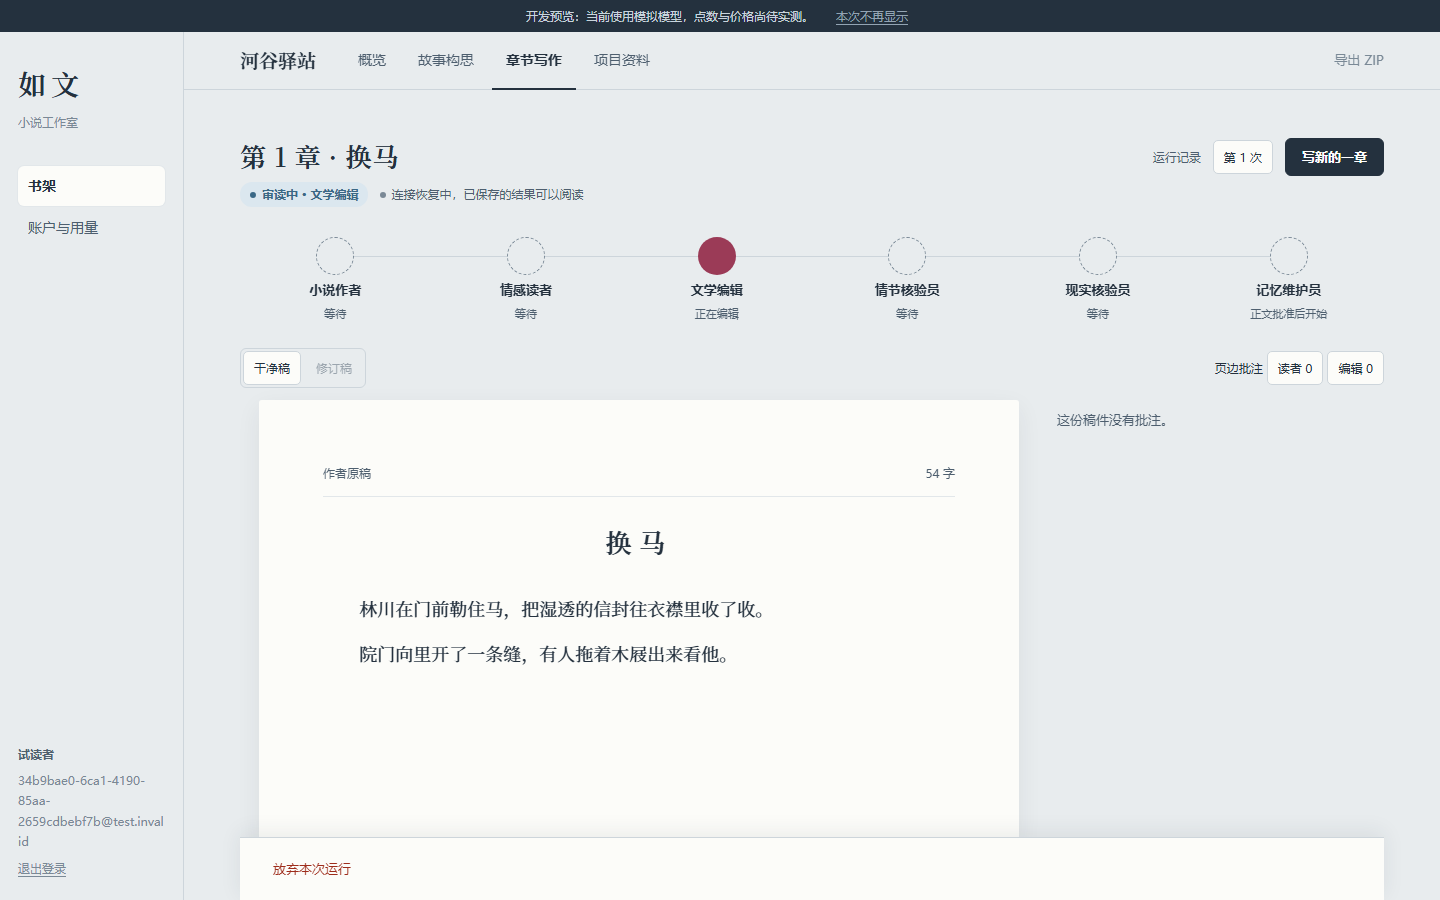 开发预览：当前使用模拟模型，点数与价格尚待实测。 本次不再显示
如文
小说工作室
书架
账户与用量
试读者
34b9bae0-6ca1-4190-
85aa-
2659cdbebf7b@test.inval
id
退出登录
河谷驿站 概览 故事构思 章节写作 项目资料 导出 ZIP
第 1 章 · 换马
运行记录 第 1 次 写新的一章
审读中 • 文学编辑 连接恢复中，已保存的结果可以阅读
小说作者 情感读者 文学编辑 情节核验员 现实核验员 记忆维护员
等待 等待 正在编辑 等待 等待 正文批准后开始
干净稿 修订稿 页边批注 读者 0 编辑 0
这份稿件没有批注。
作者原稿 54 字
换马
林川在门前勒住马，把湿透的信封往衣襟里收了收。
院门向里开了一条缝，有人拖着木屐出来看他。
放弃本次运行